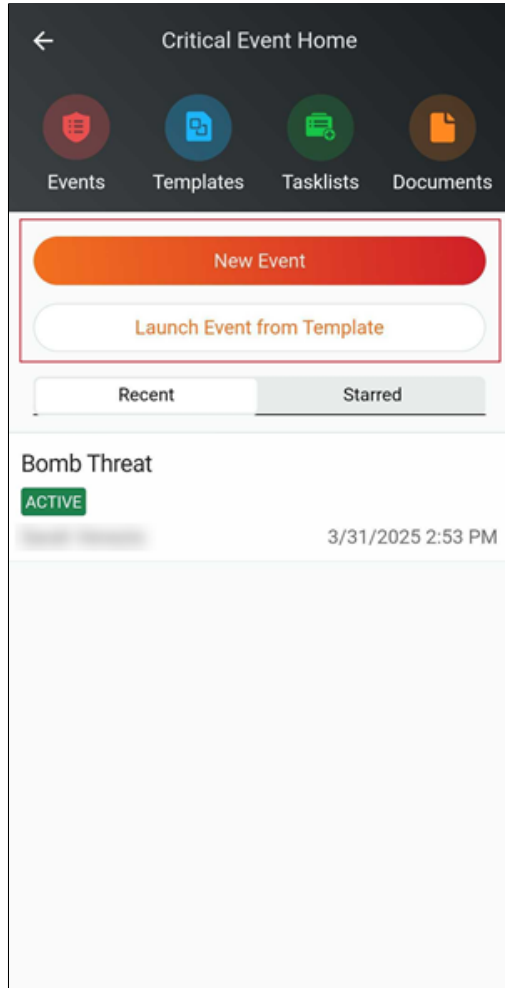 Critical Event Home
Events Templates Tasklists Documents
New Event
Launch Event from Template
Recent Starred
Bomb Threat
ACTIVE
3/31/2025 2:53 PM